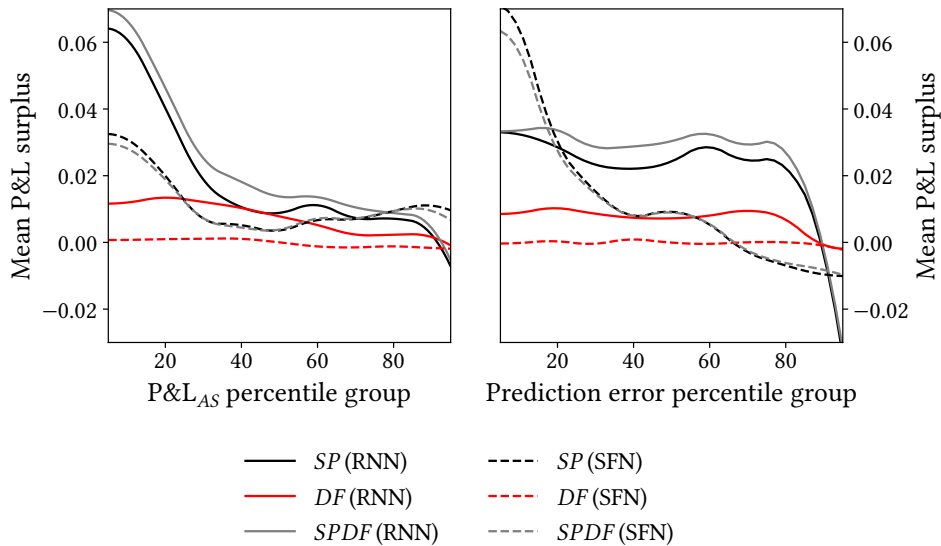 0.06
0.04
0.02
0.00
−0.02
Mean P&L surplus
20 40 60 80
P&L_AS percentile group
20 40 60 80
Prediction error percentile group
0.06
0.04
0.02
0.00
−0.02
Mean P&L surplus
SP (RNN)
DF (RNN)
SPDF (RNN)
SP (SFN)
DF (SFN)
SPDF (SFN)